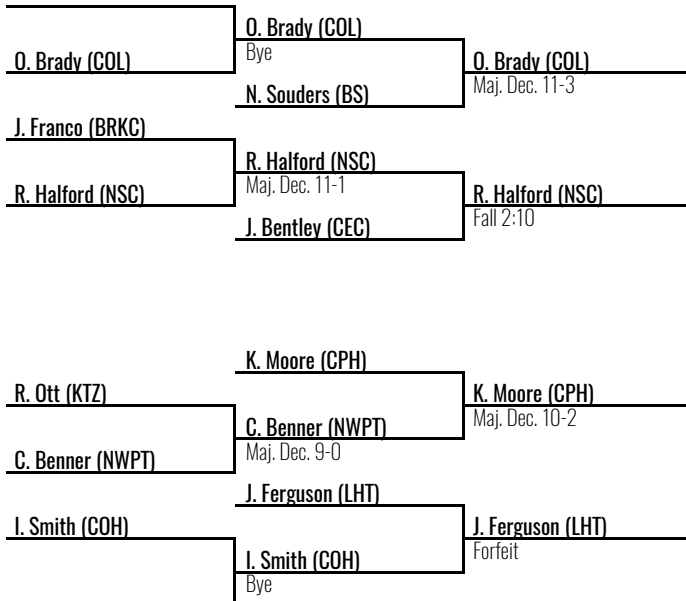 O. Brady (COL)
O. Brady (COL)
Bye
O. Brady (COL)
Maj. Dec. 11-3
N. Souders (BS)
J. Franco (BRKC)
R. Halford (NSC)
Maj. Dec. 11-1
R. Halford (NSC)
R. Halford (NSC)
Fall 2:10
J. Bentley (CEC)
K. Moore (CPH)
R. Ott (KTZ)
K. Moore (CPH)
Maj. Dec. 10-2
C. Benner (NWPT)
Maj. Dec. 9-0
C. Benner (NWPT)
J. Ferguson (LHT)
I. Smith (COH)
J. Ferguson (LHT)
Forfeit
I. Smith (COH)
Bye